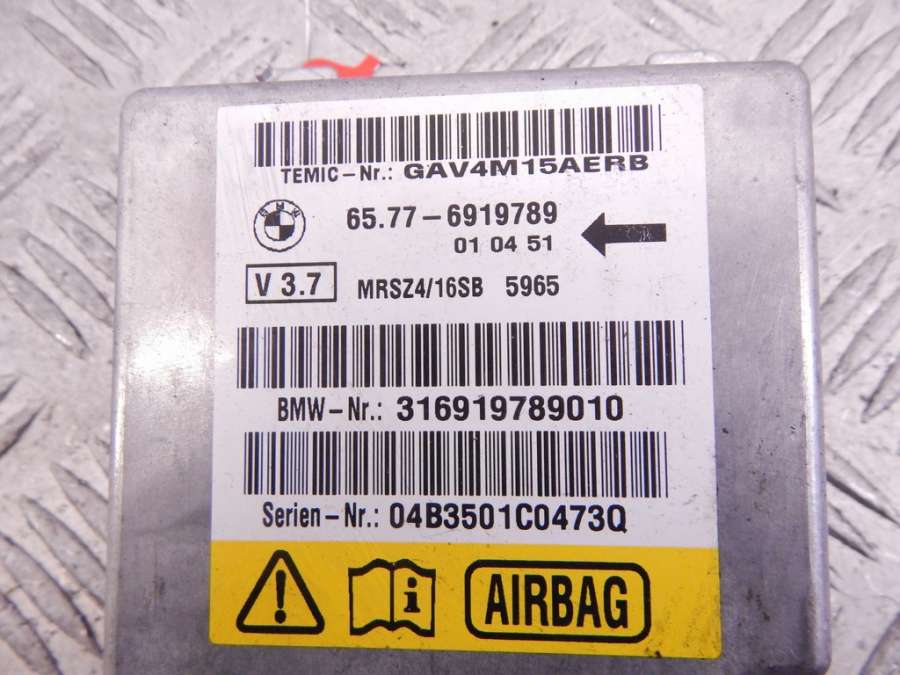 TEMIC-Nr.: GAV4M15AERB
BMW
65.77-6919789
01 04 51
V 3.7
MRSZ4/16SB 5965
BMW-Nr.: 316919789010
Serien-Nr.: 04B3501C0473Q
AIRBAG